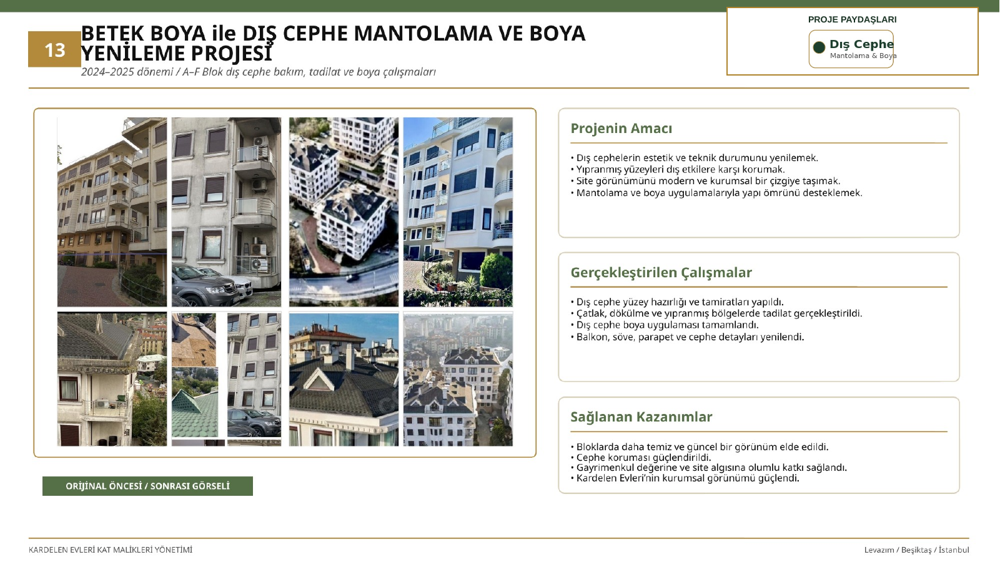 13
BETEK BOYA ile DIŞ CEPHE MANTOLAMA VE BOYA
YENİLEME PROJESİ
2024–2025 dönemi / A–F Blok dış cephe bakım, tadilat ve boya çalışmaları
PROJE PAYDAŞLARI
Dış Cephe
Mantolama & Boya
Projenin Amacı
• Dış cephelerin estetik ve teknik durumunu yenilemek.
• Yıpranmış yüzeyleri dış etkilere karşı korumak.
• Site görünümünü modern ve kurumsal bir çizgiye taşımak.
• Mantolama ve boya uygulamalarıyla yapı ömrünü desteklemek.
Gerçekleştirilen Çalışmalar
• Dış cephe yüzey hazırlığı ve tamiratları yapıldı.
• Çatlak, dökülme ve yıpranmış bölgelerde tadilat gerçekleştirildi.
• Dış cephe boya uygulaması tamamlandı.
• Balkon, söve, parapet ve cephe detayları yenilendi.
Sağlanan Kazanımlar
• Bloklarda daha temiz ve güncel bir görünüm elde edildi.
• Cephe koruması güçlendirildi.
• Gayrimenkul değerine ve site algısına olumlu katkı sağlandı.
• Kardelen Evleri’nin kurumsal görünümü güçlendi.
ORİJİNAL ÖNCESİ / SONRASI GÖRSELİ
KARDELEN EVLERİ KAT MALİKLERİ YÖNETİMİ
Levazım / Beşiktaş / İstanbul